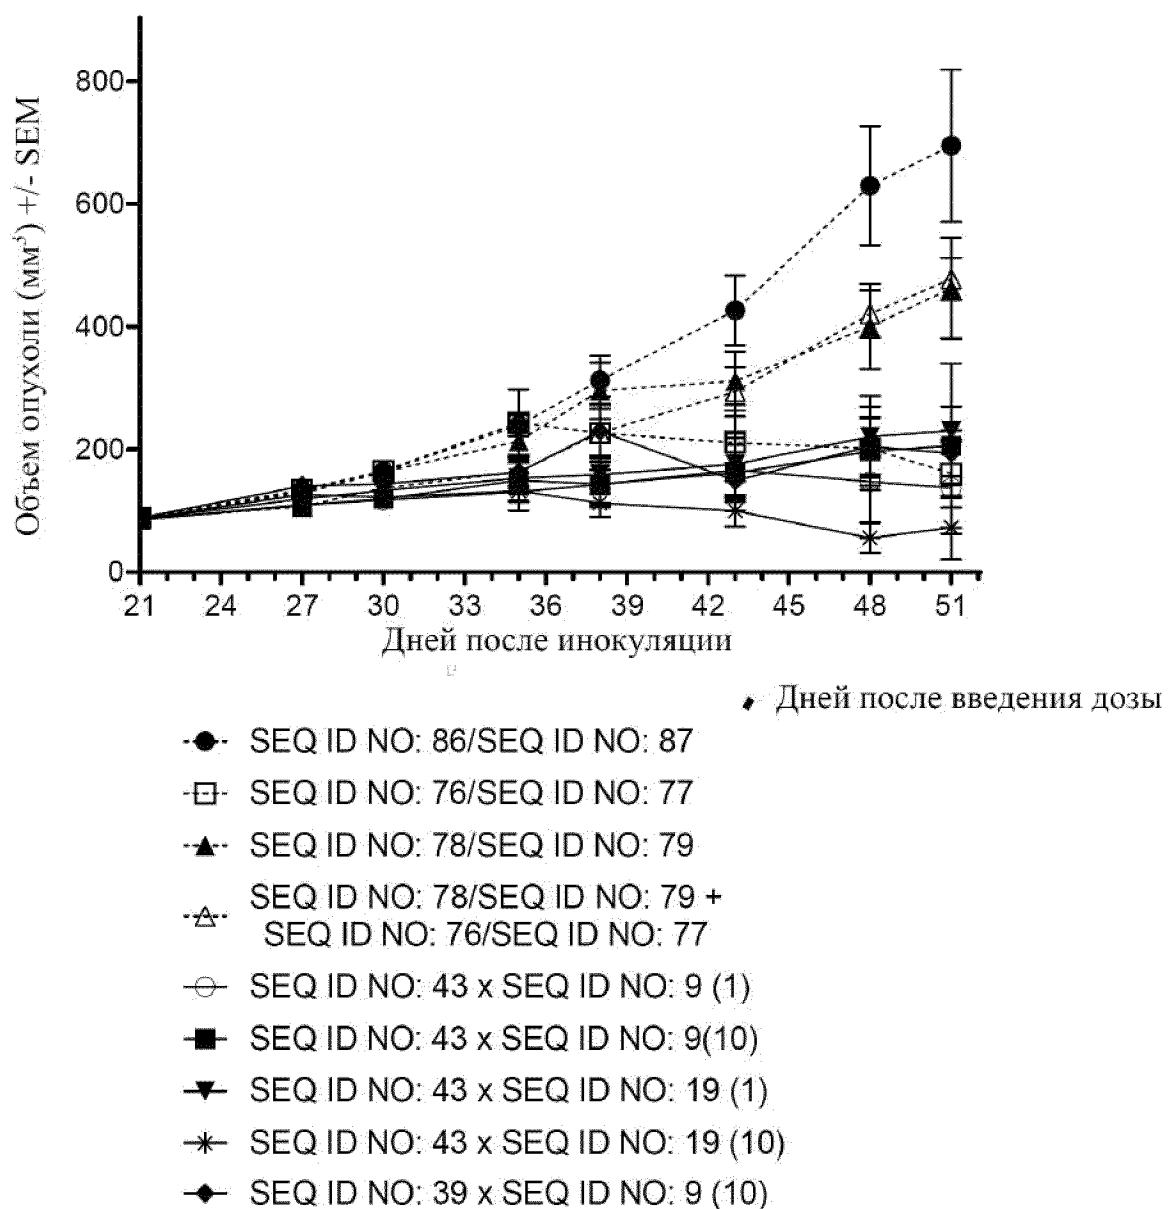 Объем опухоли (мм³) +/- SEM
800
600
400
200
0
21 24 27 30 33 36 39 42 45 48 51
Дней после инокуляции
Дней после введения дозы
SEQ ID NO: 86/SEQ ID NO: 87
SEQ ID NO: 76/SEQ ID NO: 77
SEQ ID NO: 78/SEQ ID NO: 79
SEQ ID NO: 78/SEQ ID NO: 79 +
SEQ ID NO: 76/SEQ ID NO: 77
SEQ ID NO: 43 x SEQ ID NO: 9 (1)
SEQ ID NO: 43 x SEQ ID NO: 9(10)
SEQ ID NO: 43 x SEQ ID NO: 19 (1)
SEQ ID NO: 43 x SEQ ID NO: 19 (10)
SEQ ID NO: 39 x SEQ ID NO: 9 (10)